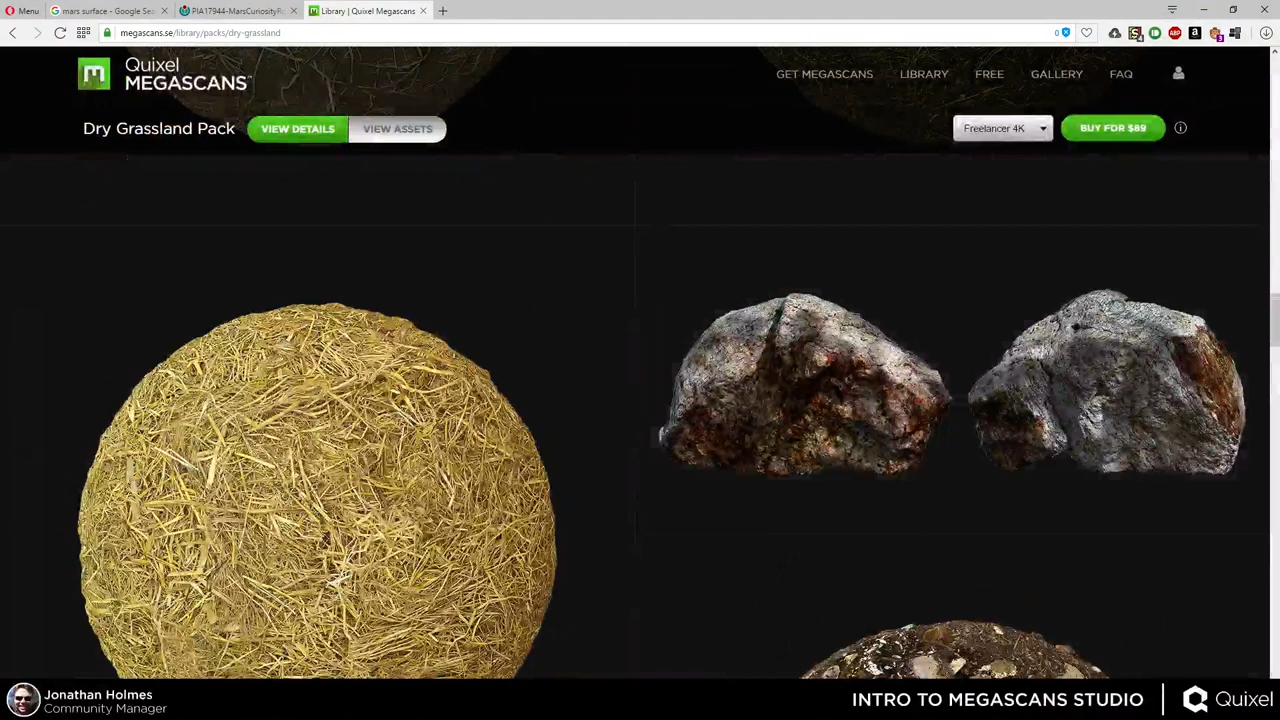 Menu
mars surface - Google Sea
PIA17944-MarsCuriosityRo
Library | Quixel Megascans
megascans.se/library/packs/dry-grassland
0
Quixel
MEGASCANS
GET MEGASCANS
LIBRARY
FREE
GALLERY
FAQ
Dry Grassland Pack
VIEW DETAILS
VIEW ASSETS
Freelancer 4K
BUY FOR $89
Jonathan Holmes
Community Manager
INTRO TO MEGASCANS STUDIO
Quixel